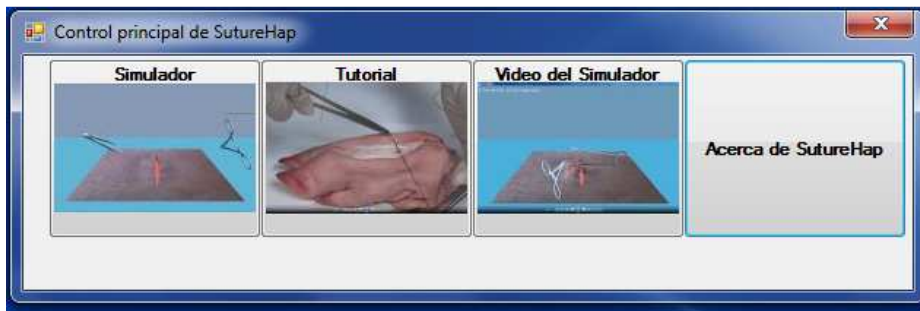 Control principal de SutureHap
Simulador
Tutorial
Video del Simulador
Acerca de SutureHap